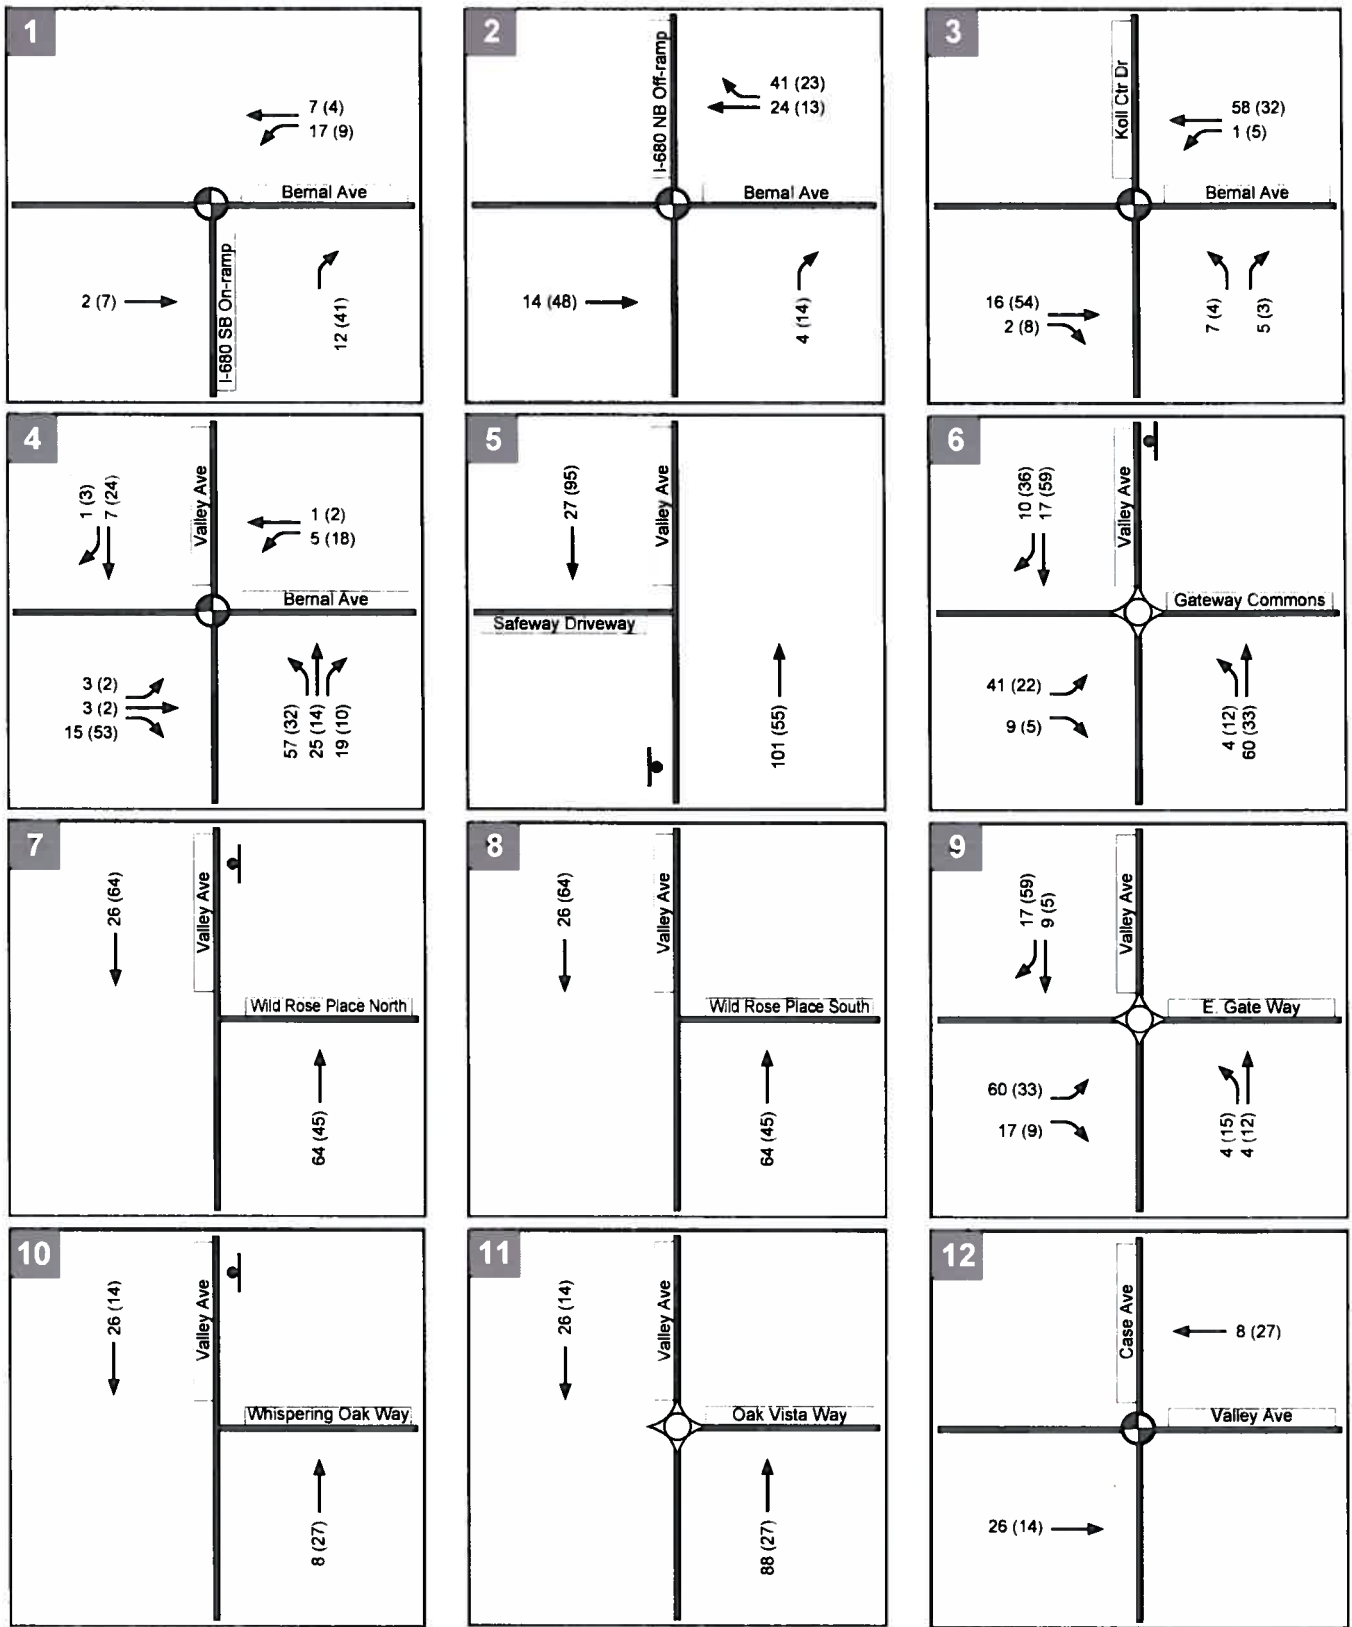 1
7 (4)
17 (9)
Bernal Ave
I-680 SB On-ramp
2 (7)
12 (41)
2
I-680 NB Off-ramp
41 (23)
24 (13)
Bernal Ave
14 (48)
4 (14)
3
Koll Ctr Dr
58 (32)
1 (5)
Bernal Ave
16 (54)
2 (8)
7 (4)
5 (3)
4
1 (3)
7 (24)
Valley Ave
1 (2)
5 (18)
Bernal Ave
3 (2)
3 (2)
15 (53)
57 (32)
25 (14)
19 (10)
5
27 (95)
Valley Ave
Safeway Driveway
101 (55)
6
10 (36)
17 (59)
Valley Ave
Gateway Commons
41 (22)
9 (5)
4 (12)
60 (33)
7
26 (64)
Valley Ave
Wild Rose Place North
64 (45)
8
26 (64)
Valley Ave
Wild Rose Place South
64 (45)
9
17 (59)
9 (5)
Valley Ave
E. Gate Way
60 (33)
17 (9)
4 (15)
4 (12)
10
26 (14)
Valley Ave
Whispering Oak Way
8 (27)
11
26 (14)
Valley Ave
Oak Vista Way
88 (27)
12
Case Ave
8 (27)
Valley Ave
26 (14)